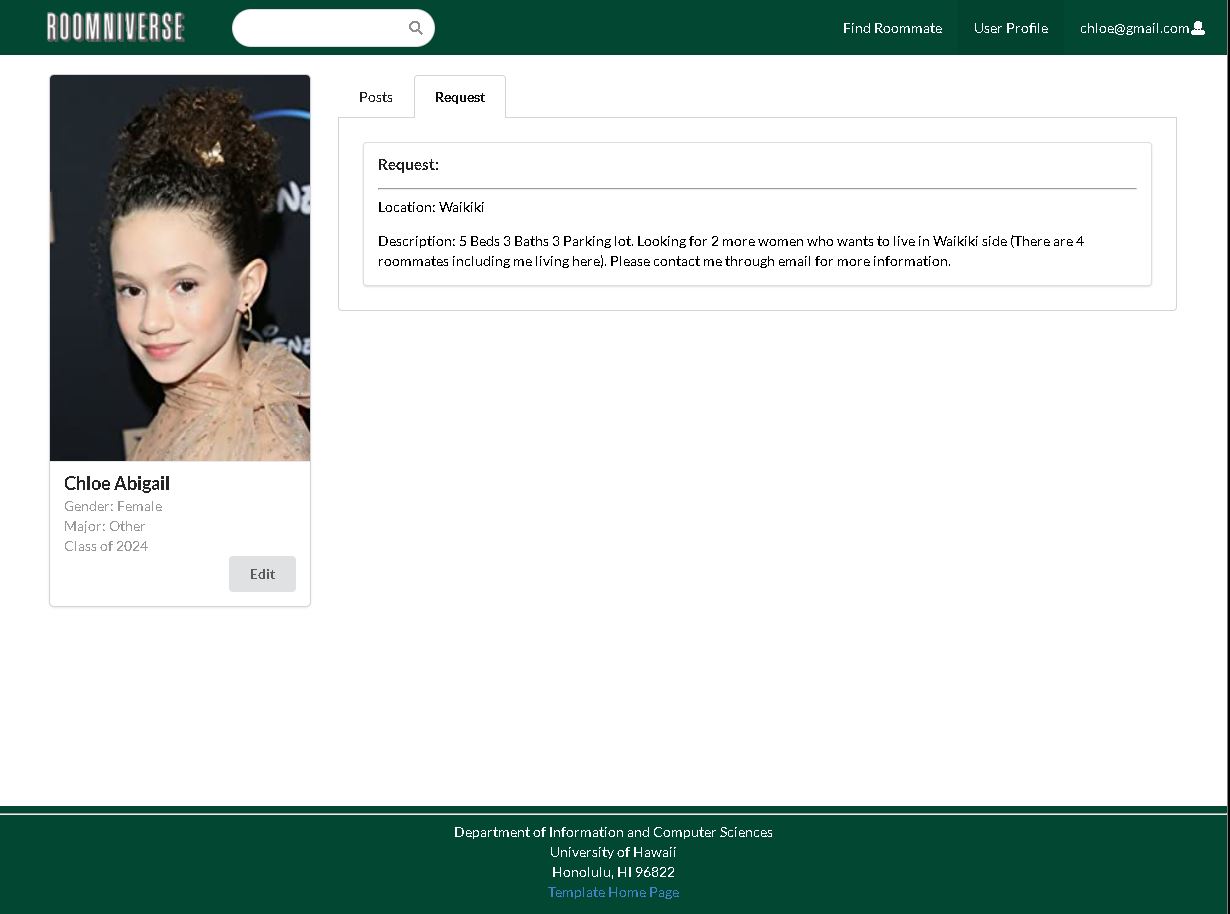 ROOMNIVERSE
Find Roommate
User Profile
chloe@gmail.com
Posts
Request
Request:
Location: Waikiki
Description: 5 Beds 3 Baths 3 Parking lot. Looking for 2 more women who wants to live in Waikiki side (There are 4
roommates including me living here). Please contact me through email for more information.
Chloe Abigail
Gender: Female
Major: Other
Class of 2024
Edit
Department of Information and Computer Sciences
University of Hawaii
Honolulu, HI 96822
Template Home Page